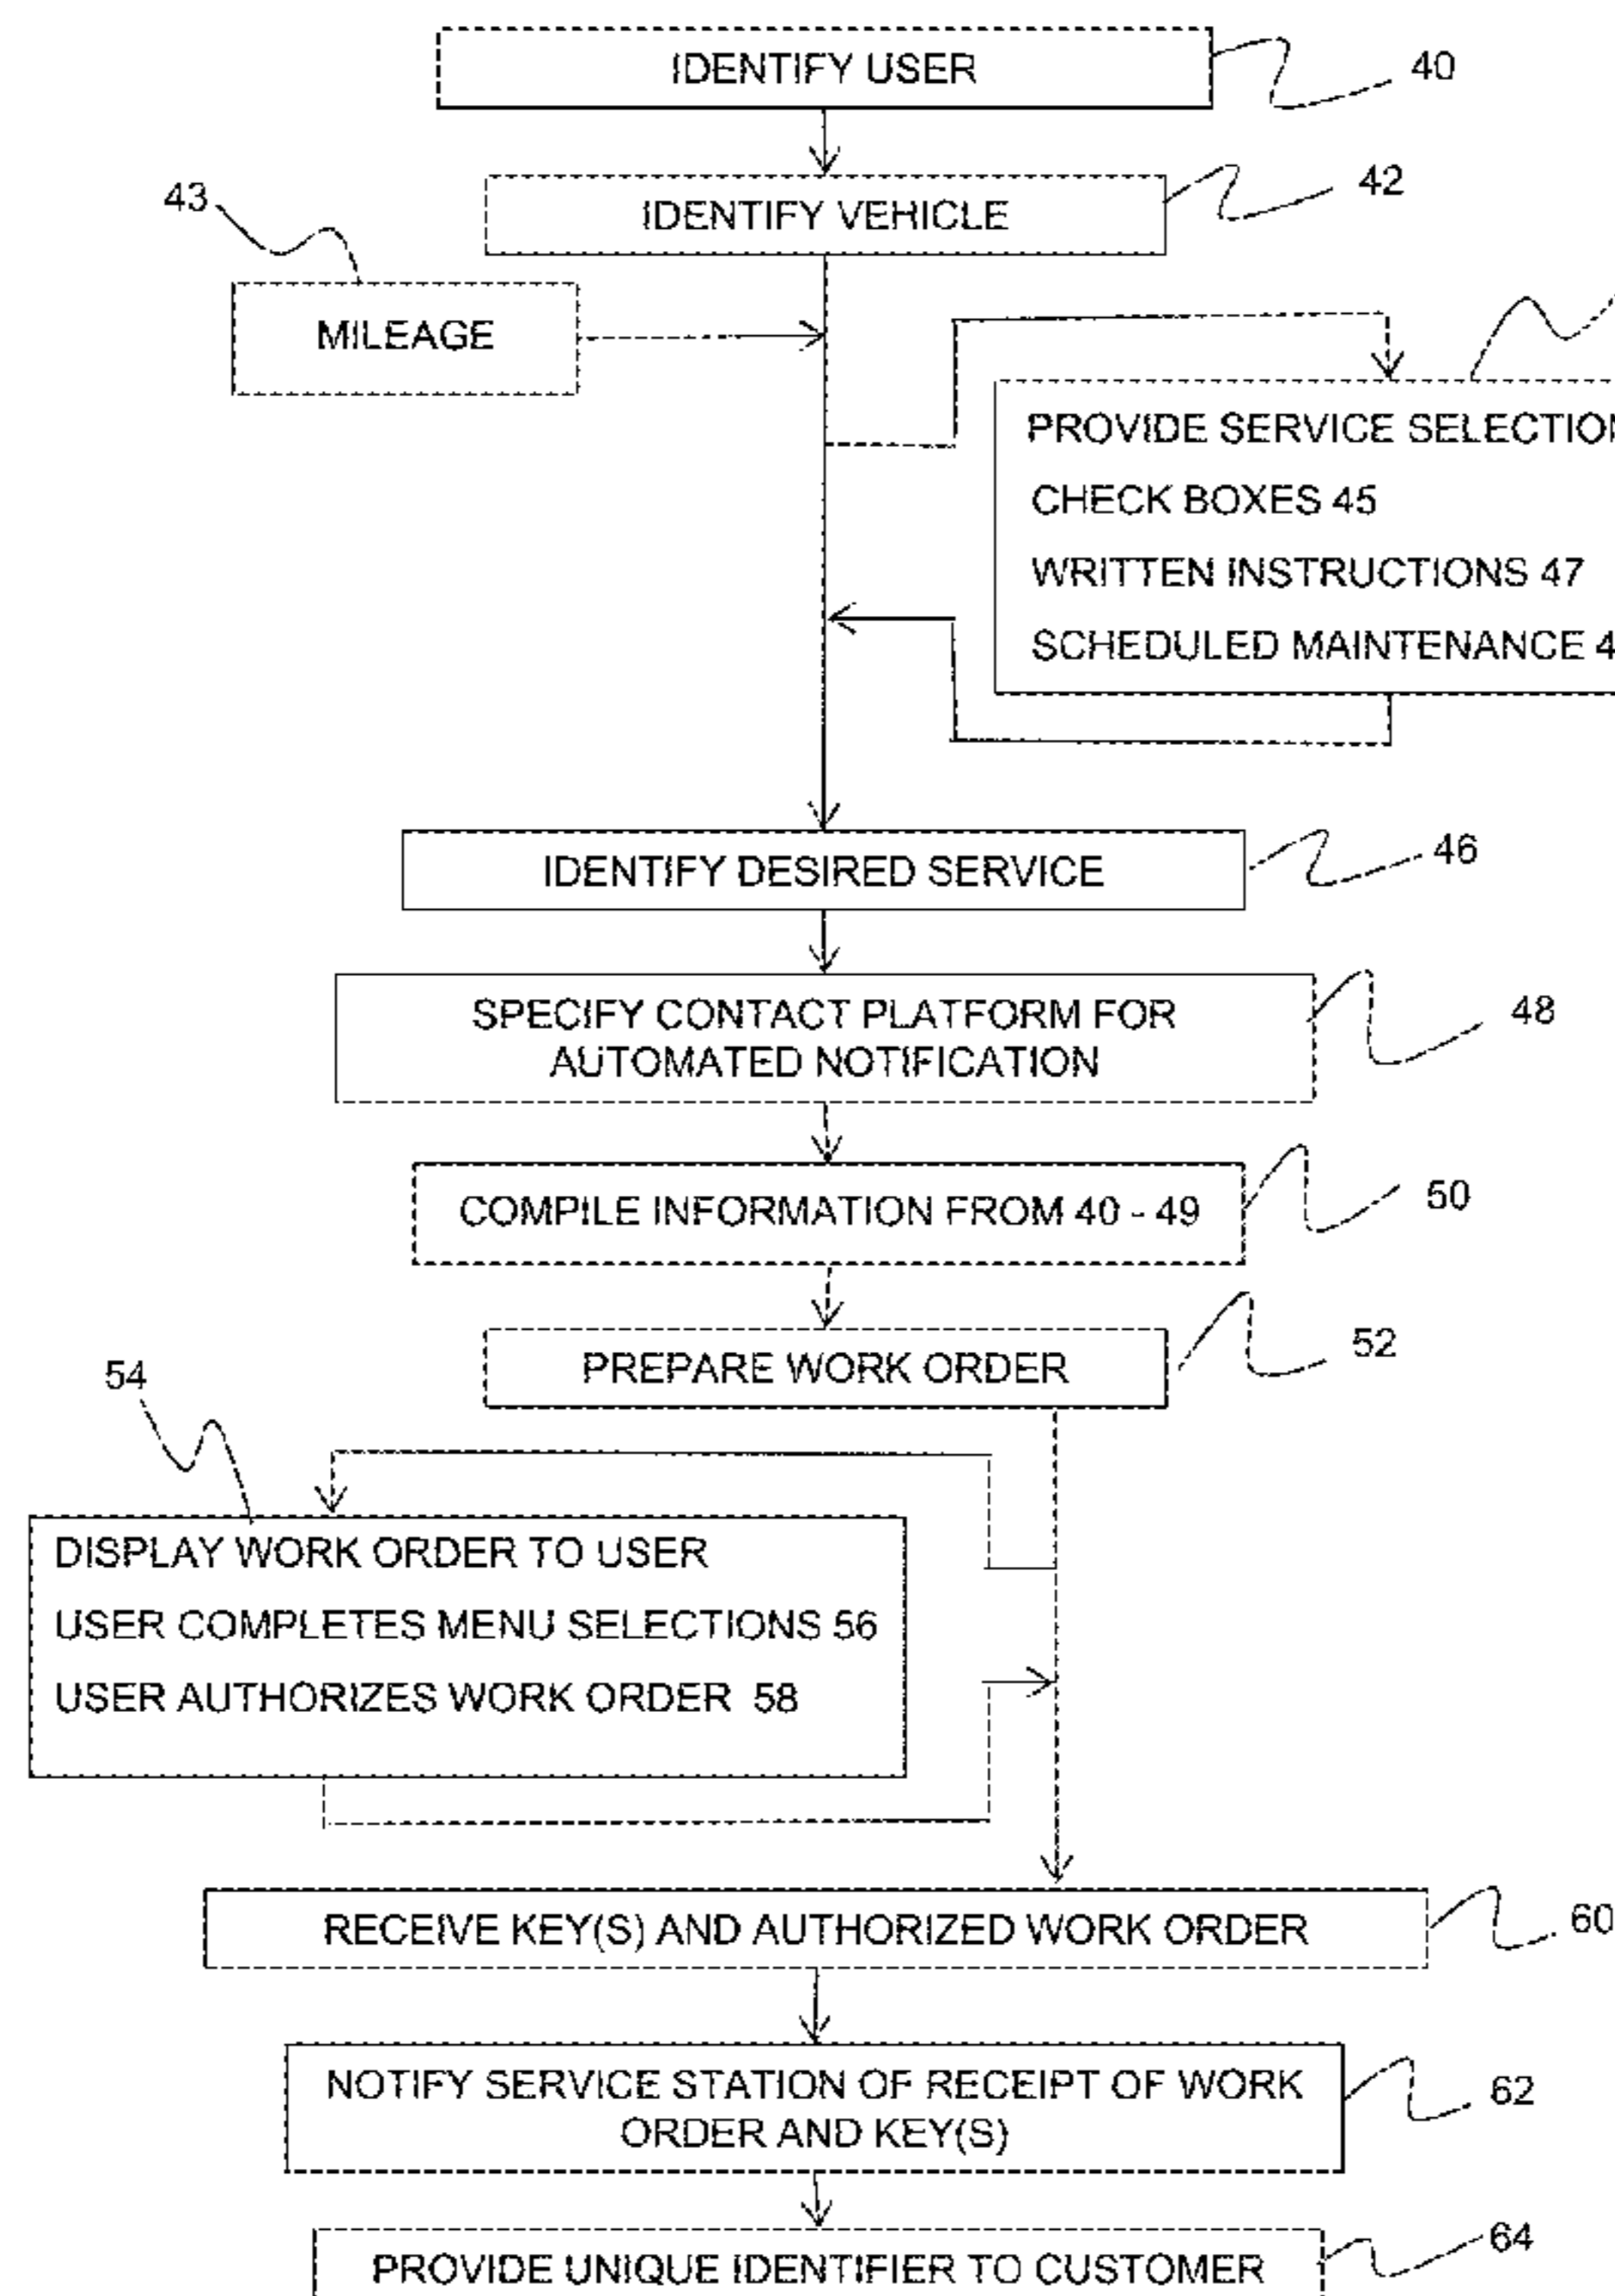 IDENTIFY USER
40
IDENTIFY VEHICLE
42
43
MILEAGE
PROVIDE SERVICE
CHECK BOXES 45
WRITTEN INSTRUCTIONS 47
SCHEDULED MAINTENANCE
IDENTIFY DESIRED SERVICE
46
SPECIFY CONTACT PLATFORM FOR
AUTOMATED NOTIFICATION
48
COMPILE INFORMATION FROM 40 - 49
50
PREPARE WORK ORDER
52
54
DISPLAY WORK ORDER TO USER
USER COMPLETES MENU SELECTIONS 56
USER AUTHORIZES WORK ORDER 58
RECEIVE KEY(S) AND AUTHORIZED WORK ORDER
60
NOTIFY SERVICE STATION OF RECEIPT OF WORK
ORDER AND KEY(S)
62
PROVIDE UNIQUE IDENTIFIER TO CUSTOMER
64